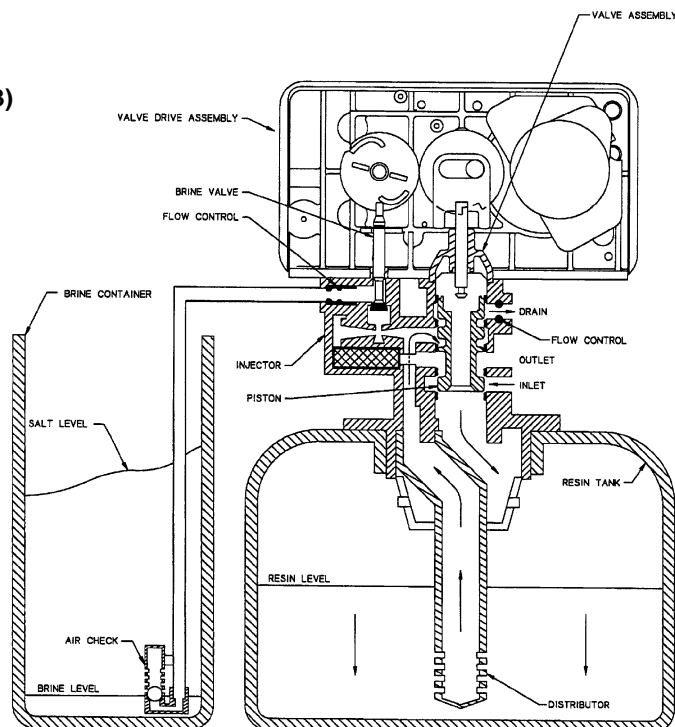 VALVE ASSEMBLY
3)
VALVE DRIVE ASSEMBLY
BRINE VALVE
FLOW CONTROL
BRINE CONTAINER
DRAIN
FLOW CONTROL
INJECTOR
OUTLET
PISTON
INLET
SALT LEVEL
RESIN TANK
RESIN LEVEL
AIR CHECK
BRINE LEVEL
DISTRIBUTOR